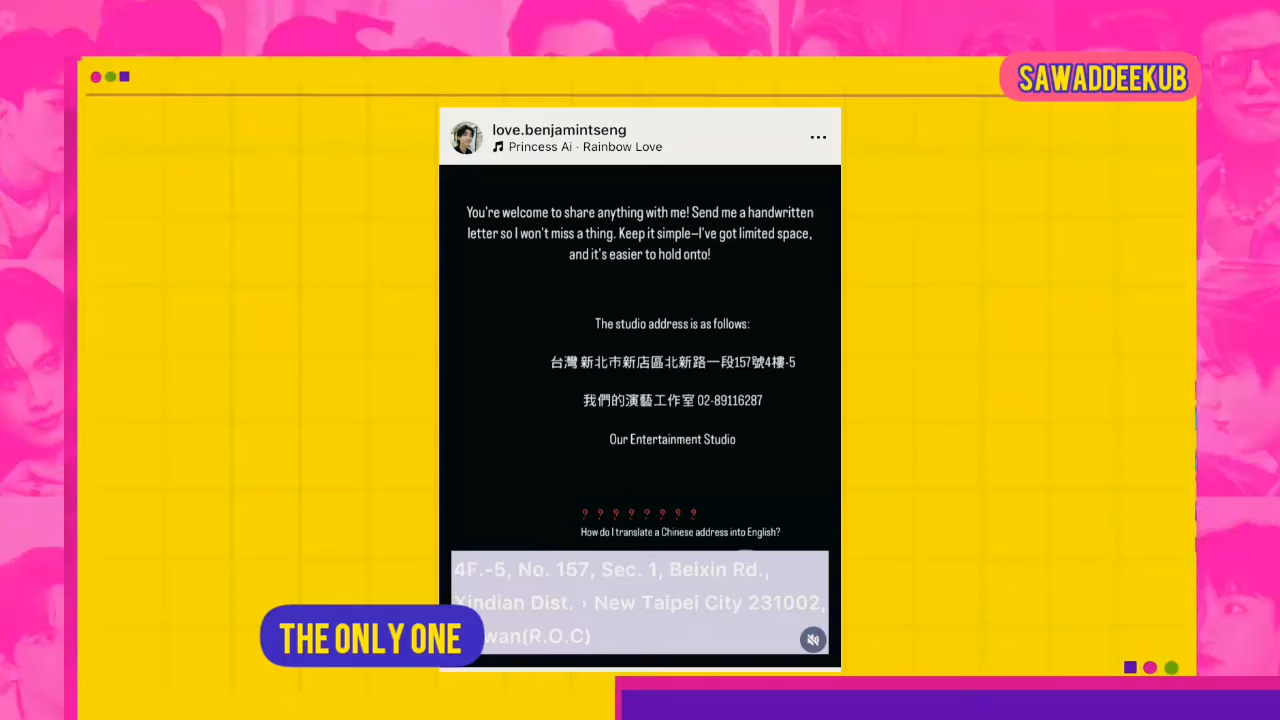 SAWADDEEKUB
love.benjamintseng
Princess Ai · Rainbow Love
You're welcome to share anything with me! Send me a handwritten
letter so I won't miss a thing. Keep it simple—I've got limited space,
and it's easier to hold onto!
The studio address is as follows:
台灣 新北市新店區北新路一段157號4樓-5
我們的演藝工作室 02-89116287
Our Entertainment Studio
? ? ? ? ? ? ? ?
How do I translate a Chinese address into English?
4F.-5, No. 157, Sec. 1, Beixin Rd.,
Xindian Dist. , New Taipei City 231002,
wan(R.O.C)
THE ONLY ONE